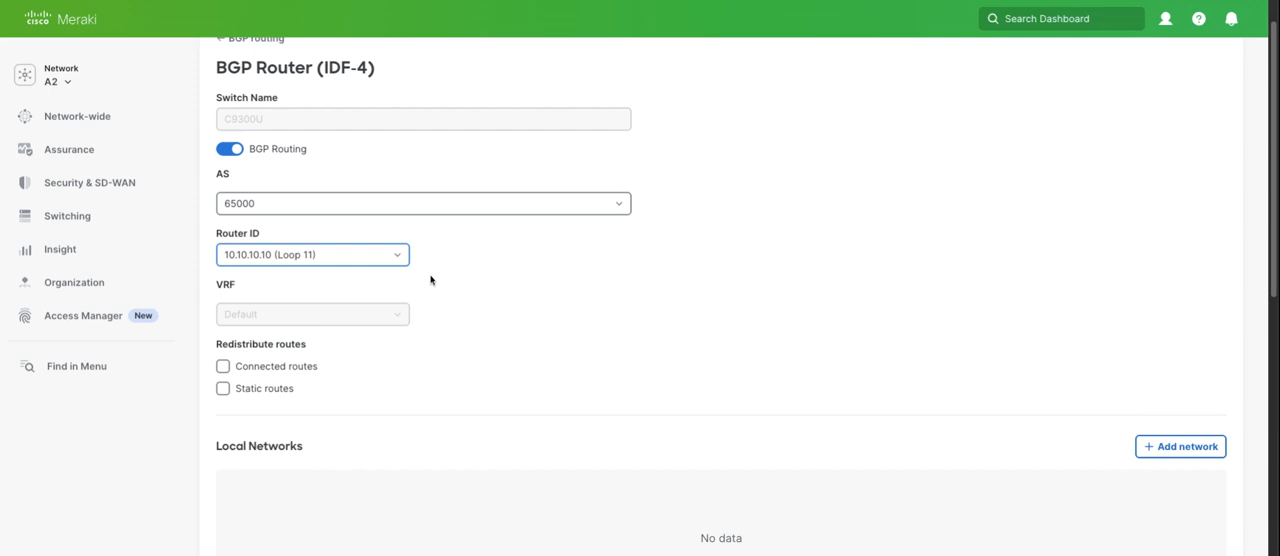 CISCO Meraki
Search Dashboard
← BGP routing
Network
A2
Network-wide
Assurance
Security & SD-WAN
Switching
Insight
Organization
Access Manager New
Find in Menu
BGP Router (IDF-4)
Switch Name
C9300U
BGP Routing
AS
65000
Router ID
10.10.10.10 (Loop 11)
VRF
Default
Redistribute routes
Connected routes
Static routes
Local Networks
+ Add network
No data